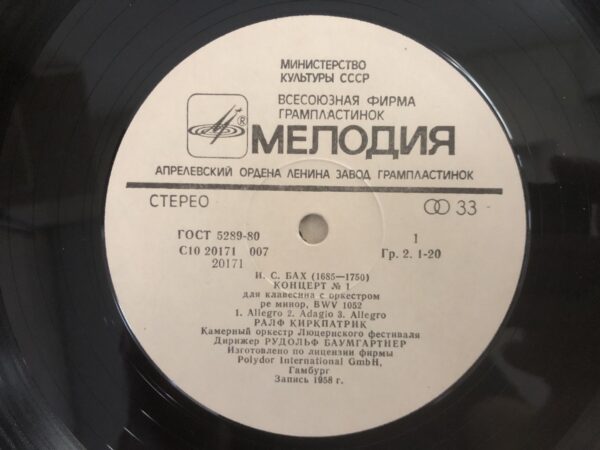 МИНИСТЕРСТВО
КУЛЬТУРЫ СССР
ВСЕСОЮЗНАЯ ФИРМА
ГРАМПЛАСТИНОК
® МЕЛОДИЯ
АПРЕЛЕВСКИЙ ОРДЕНА ЛЕНИНА ЗАВОД ГРАМПЛАСТИНОК
СТЕРЕО 33
ГОСТ 5289-80 1
С10 20171 007 Гр. 2. 1-20
20171
И. С. БАХ (1685—1750)
КОНЦЕРТ № 1
для клавесина с оркестром
ре минор, BWV 1052
1. Allegro 2. Adagio 3. Allegro
РАЛФ КИРКПАТРИК
Камерный оркестр Люцернского фестиваля
Дирижер РУДОЛЬФ БАУМГАРТНЕР
Изготовлено по лицензии фирмы
Polydor International GmbH,
Гамбург
Запись 1958 г.